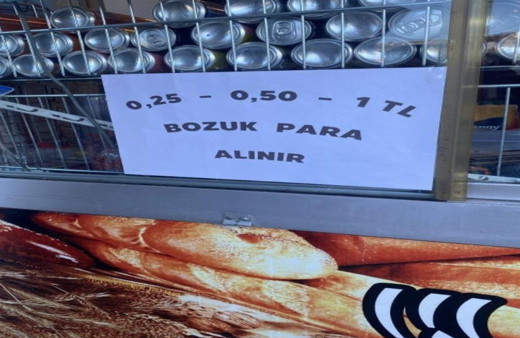 0,25 - 0,50 - 1 TL
BOZUK PARA
ALINIR